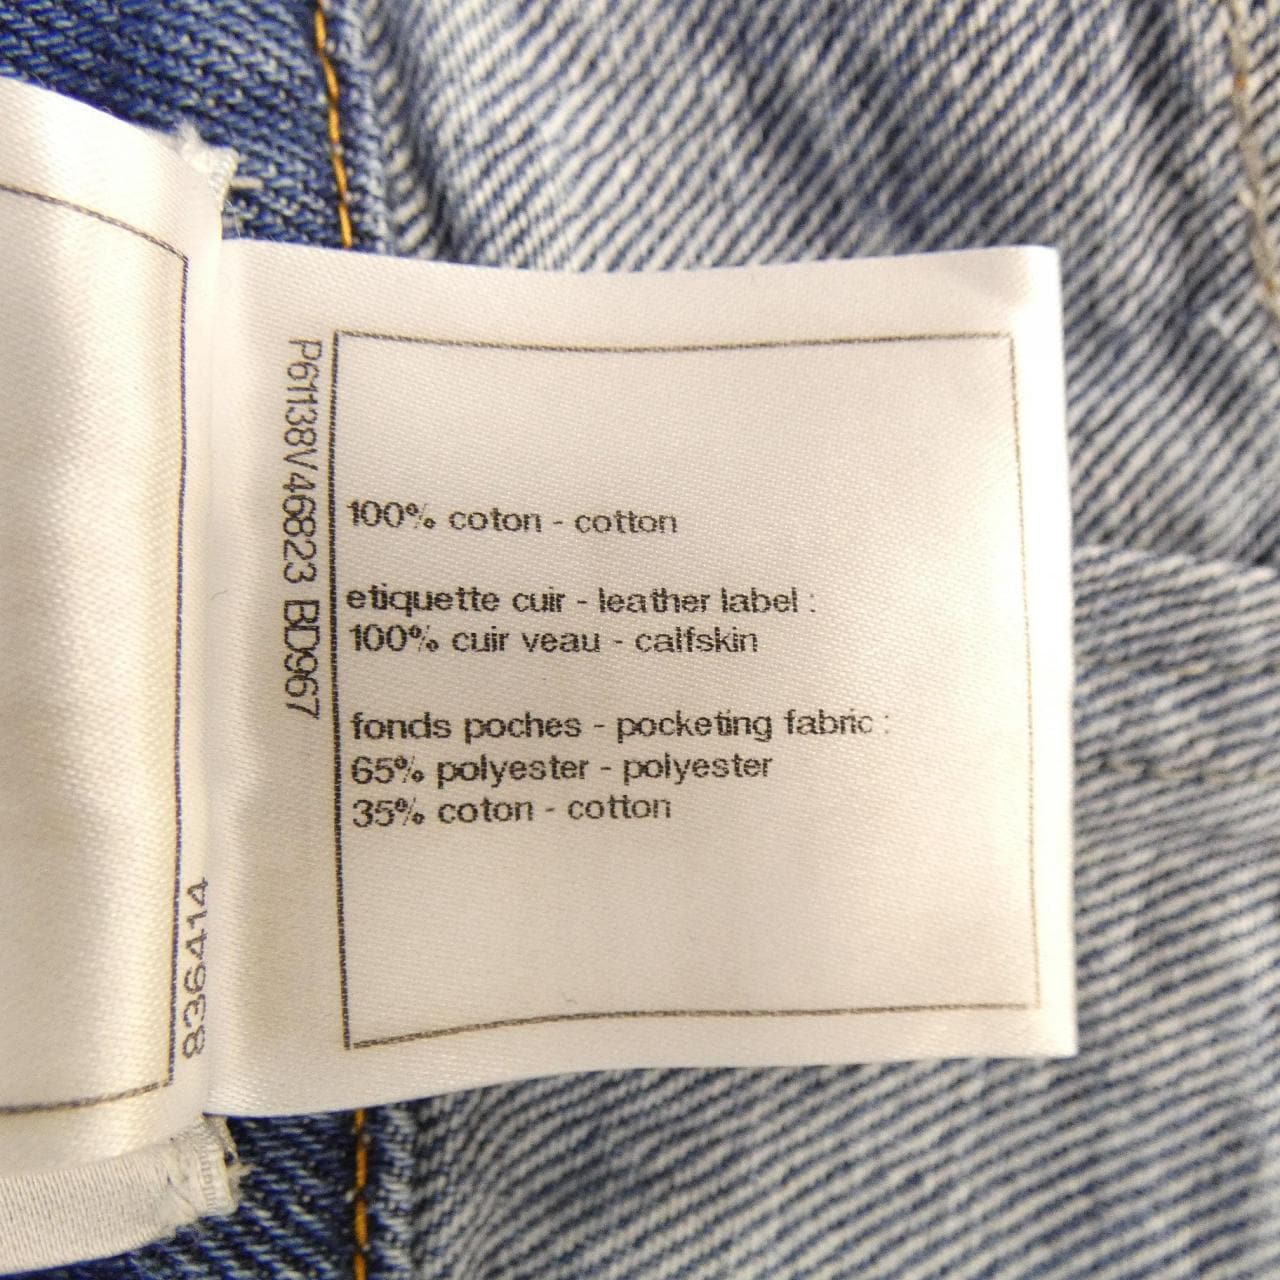 P61138V46823 BD967
100% coton - cotton
etiquette cuir - leather label :
100% cuir veau - calfskin
fonds poches - pocketing fabric :
65% polyester - polyester
35% coton - cotton
836414